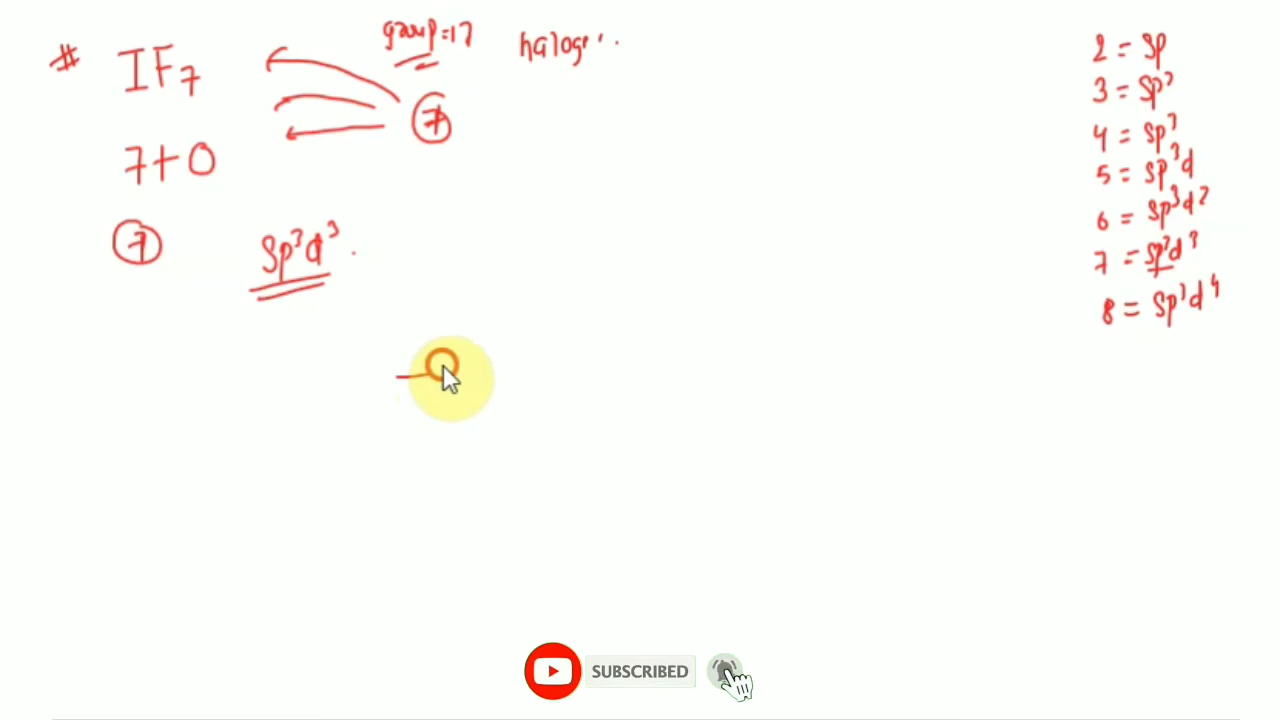 # IF₇ group=17
7
7+0
7 sp³d³.
2 = sp
3 = sp²
4 = sp³
5 = sp³d
6 = sp³d²
7 = sp³d³
8 = sp³d⁴
SUBSCRIBED